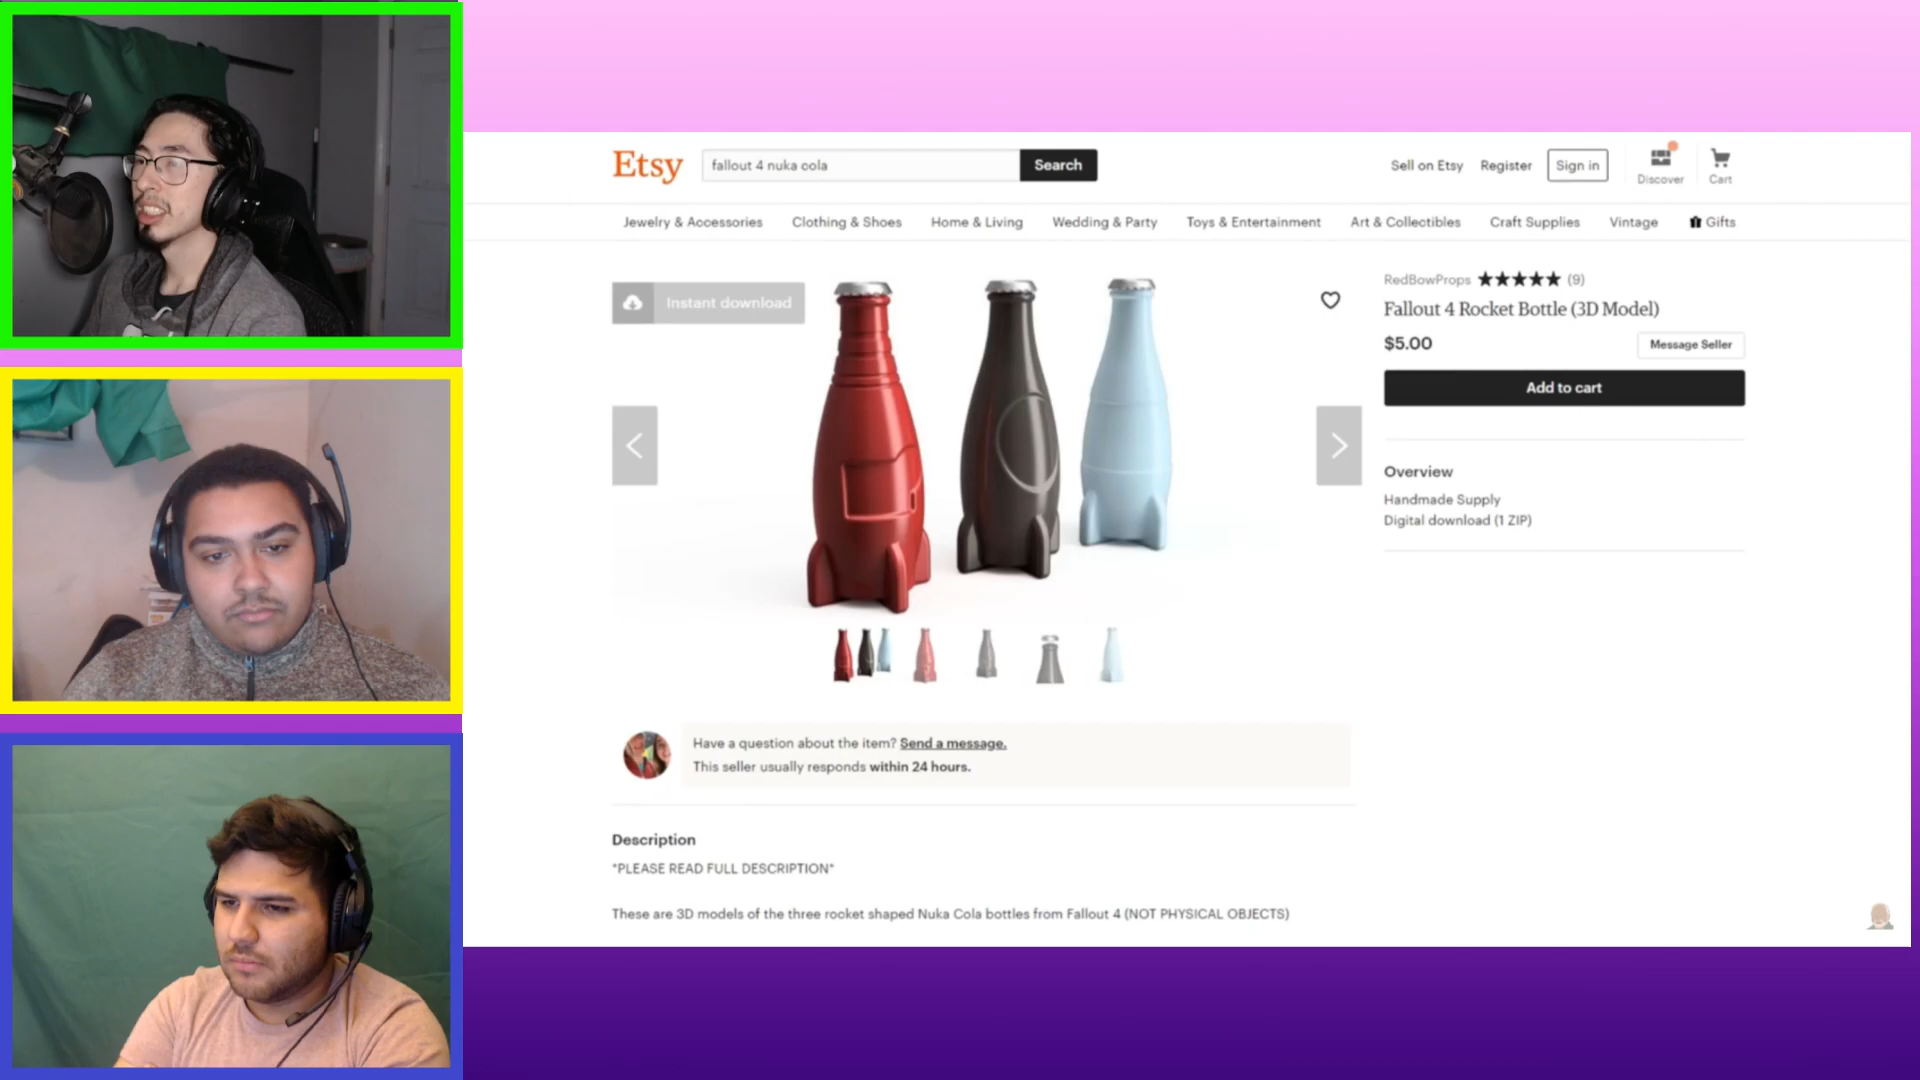 Etsy
fallout 4 nuka cola
Search
Sell on Etsy
Register
Sign in
Discover
Cart
Jewelry & Accessories
Clothing & Shoes
Home & Living
Wedding & Party
Toys & Entertainment
Art & Collectibles
Craft Supplies
Vintage
Gifts
Instant download
RedBowProps ★★★★★ (9)
Fallout 4 Rocket Bottle (3D Model)
$5.00
Message Seller
Add to cart
Overview
Handmade Supply
Digital download (1 ZIP)
Have a question about the item? Send a message.
This seller usually responds within 24 hours.
Description
*PLEASE READ FULL DESCRIPTION*
These are 3D models of the three rocket shaped Nuka Cola bottles from Fallout 4 (NOT PHYSICAL OBJECTS)